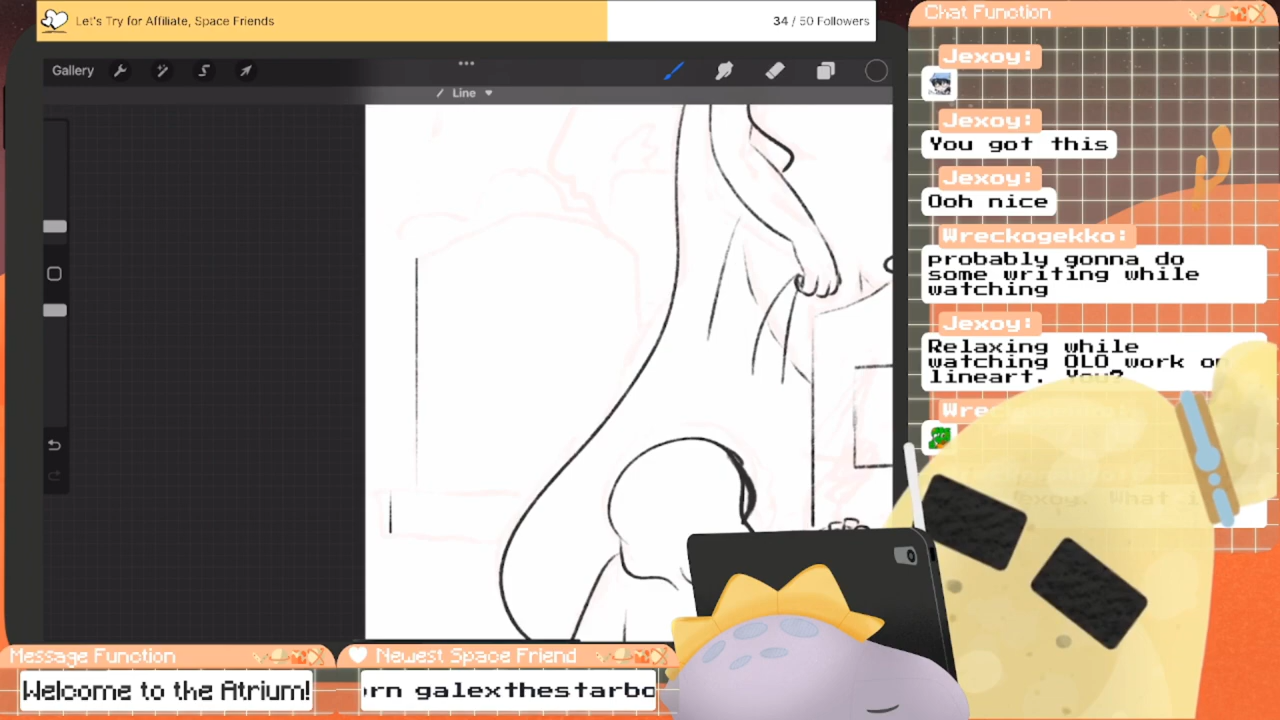 Let's Try for Affiliate, Space Friends
34 / 50 Followers
Gallery
Line
Chat Function
Jexoy:
Jexoy:
You got this
Jexoy:
Ooh nice
Wreckogekko:
probably gonna do
some writing while
watching
Jexoy:
Relaxing while
watching OLO work on
lineart. You?
Message Function
Welcome to the Atrium!
Newest Space Friend
orn galexthestarbo